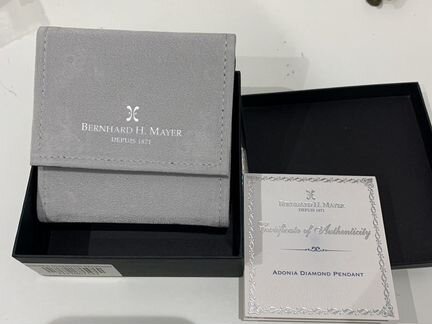 BERNHARD H. MAYER
DEPUIS 1871
BERNHARD H. MAYER
DEPUIS 1871
Certificate of Authenticity
ADONIA DIAMOND PENDANT